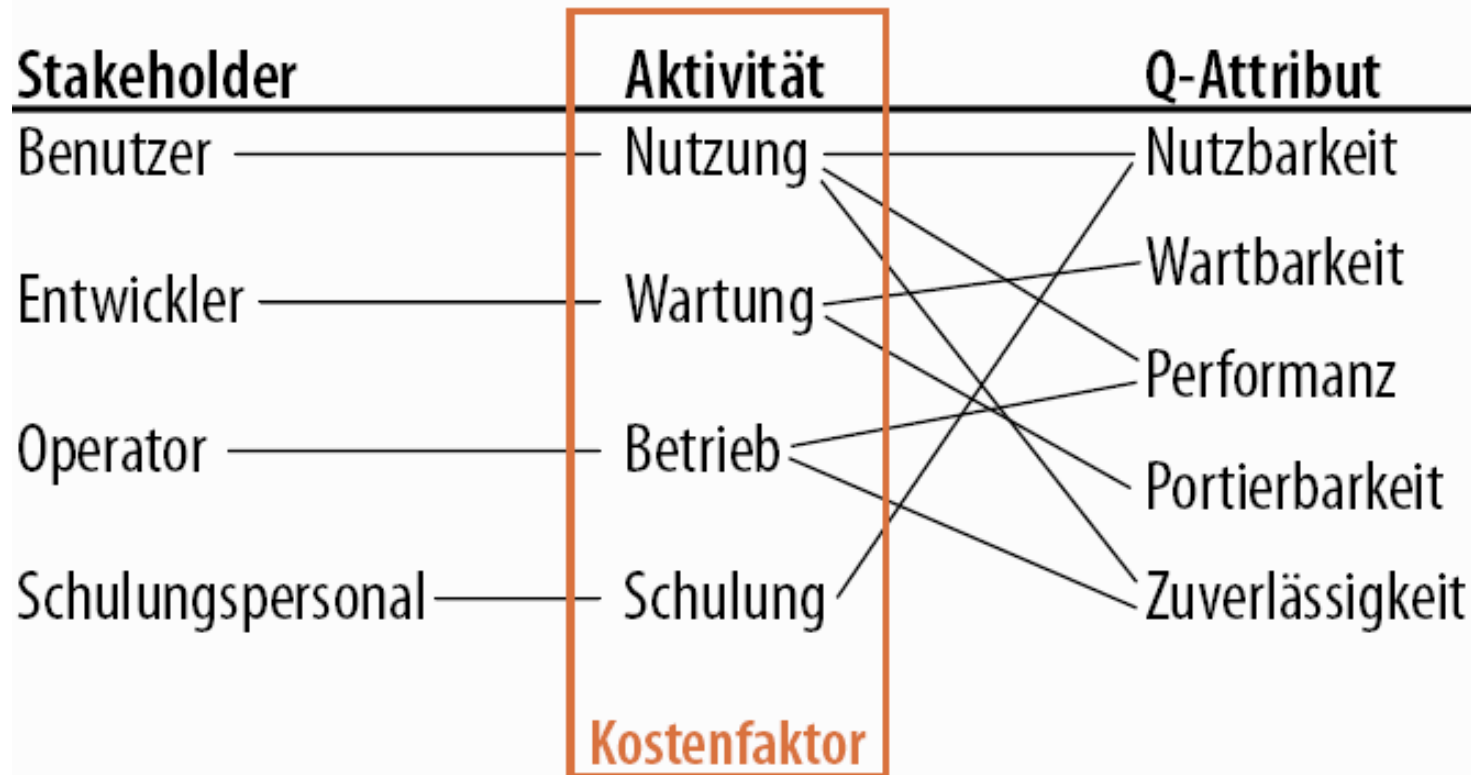 Stakeholder Aktivität Q-Attribut
Benutzer Nutzung Nutzbarkeit
Wartbarkeit
Entwickler Wartung
Performanz
Operator Betrieb
Portierbarkeit
Schulungspersonal Schulung Zuverlässigkeit
Kostenfaktor